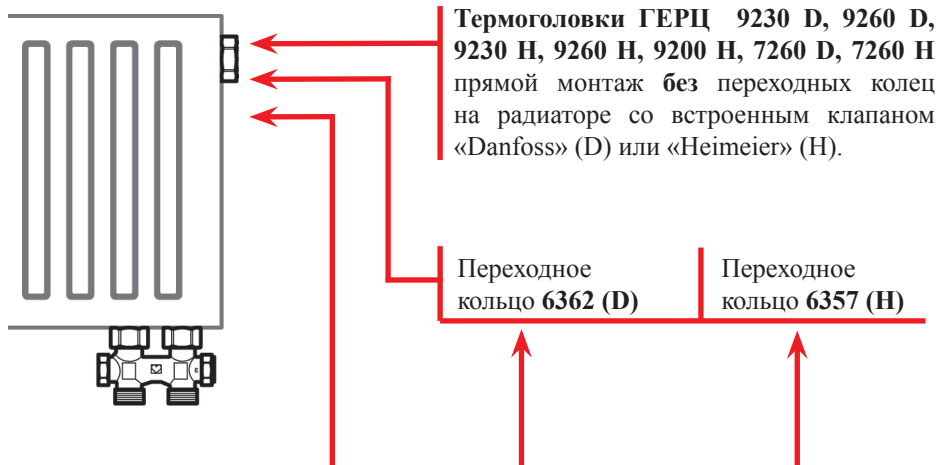 Термоголовки ГЕРЦ 9230 D, 9260 D,
9230 H, 9260 H, 9200 H, 7260 D, 7260 H
прямой монтаж без переходных колец
на радиаторе со встроенным клапаном
«Danfoss» (D) или «Heimeier» (H).
Переходное
кольцо 6362 (D)
Переходное
кольцо 6357 (H)